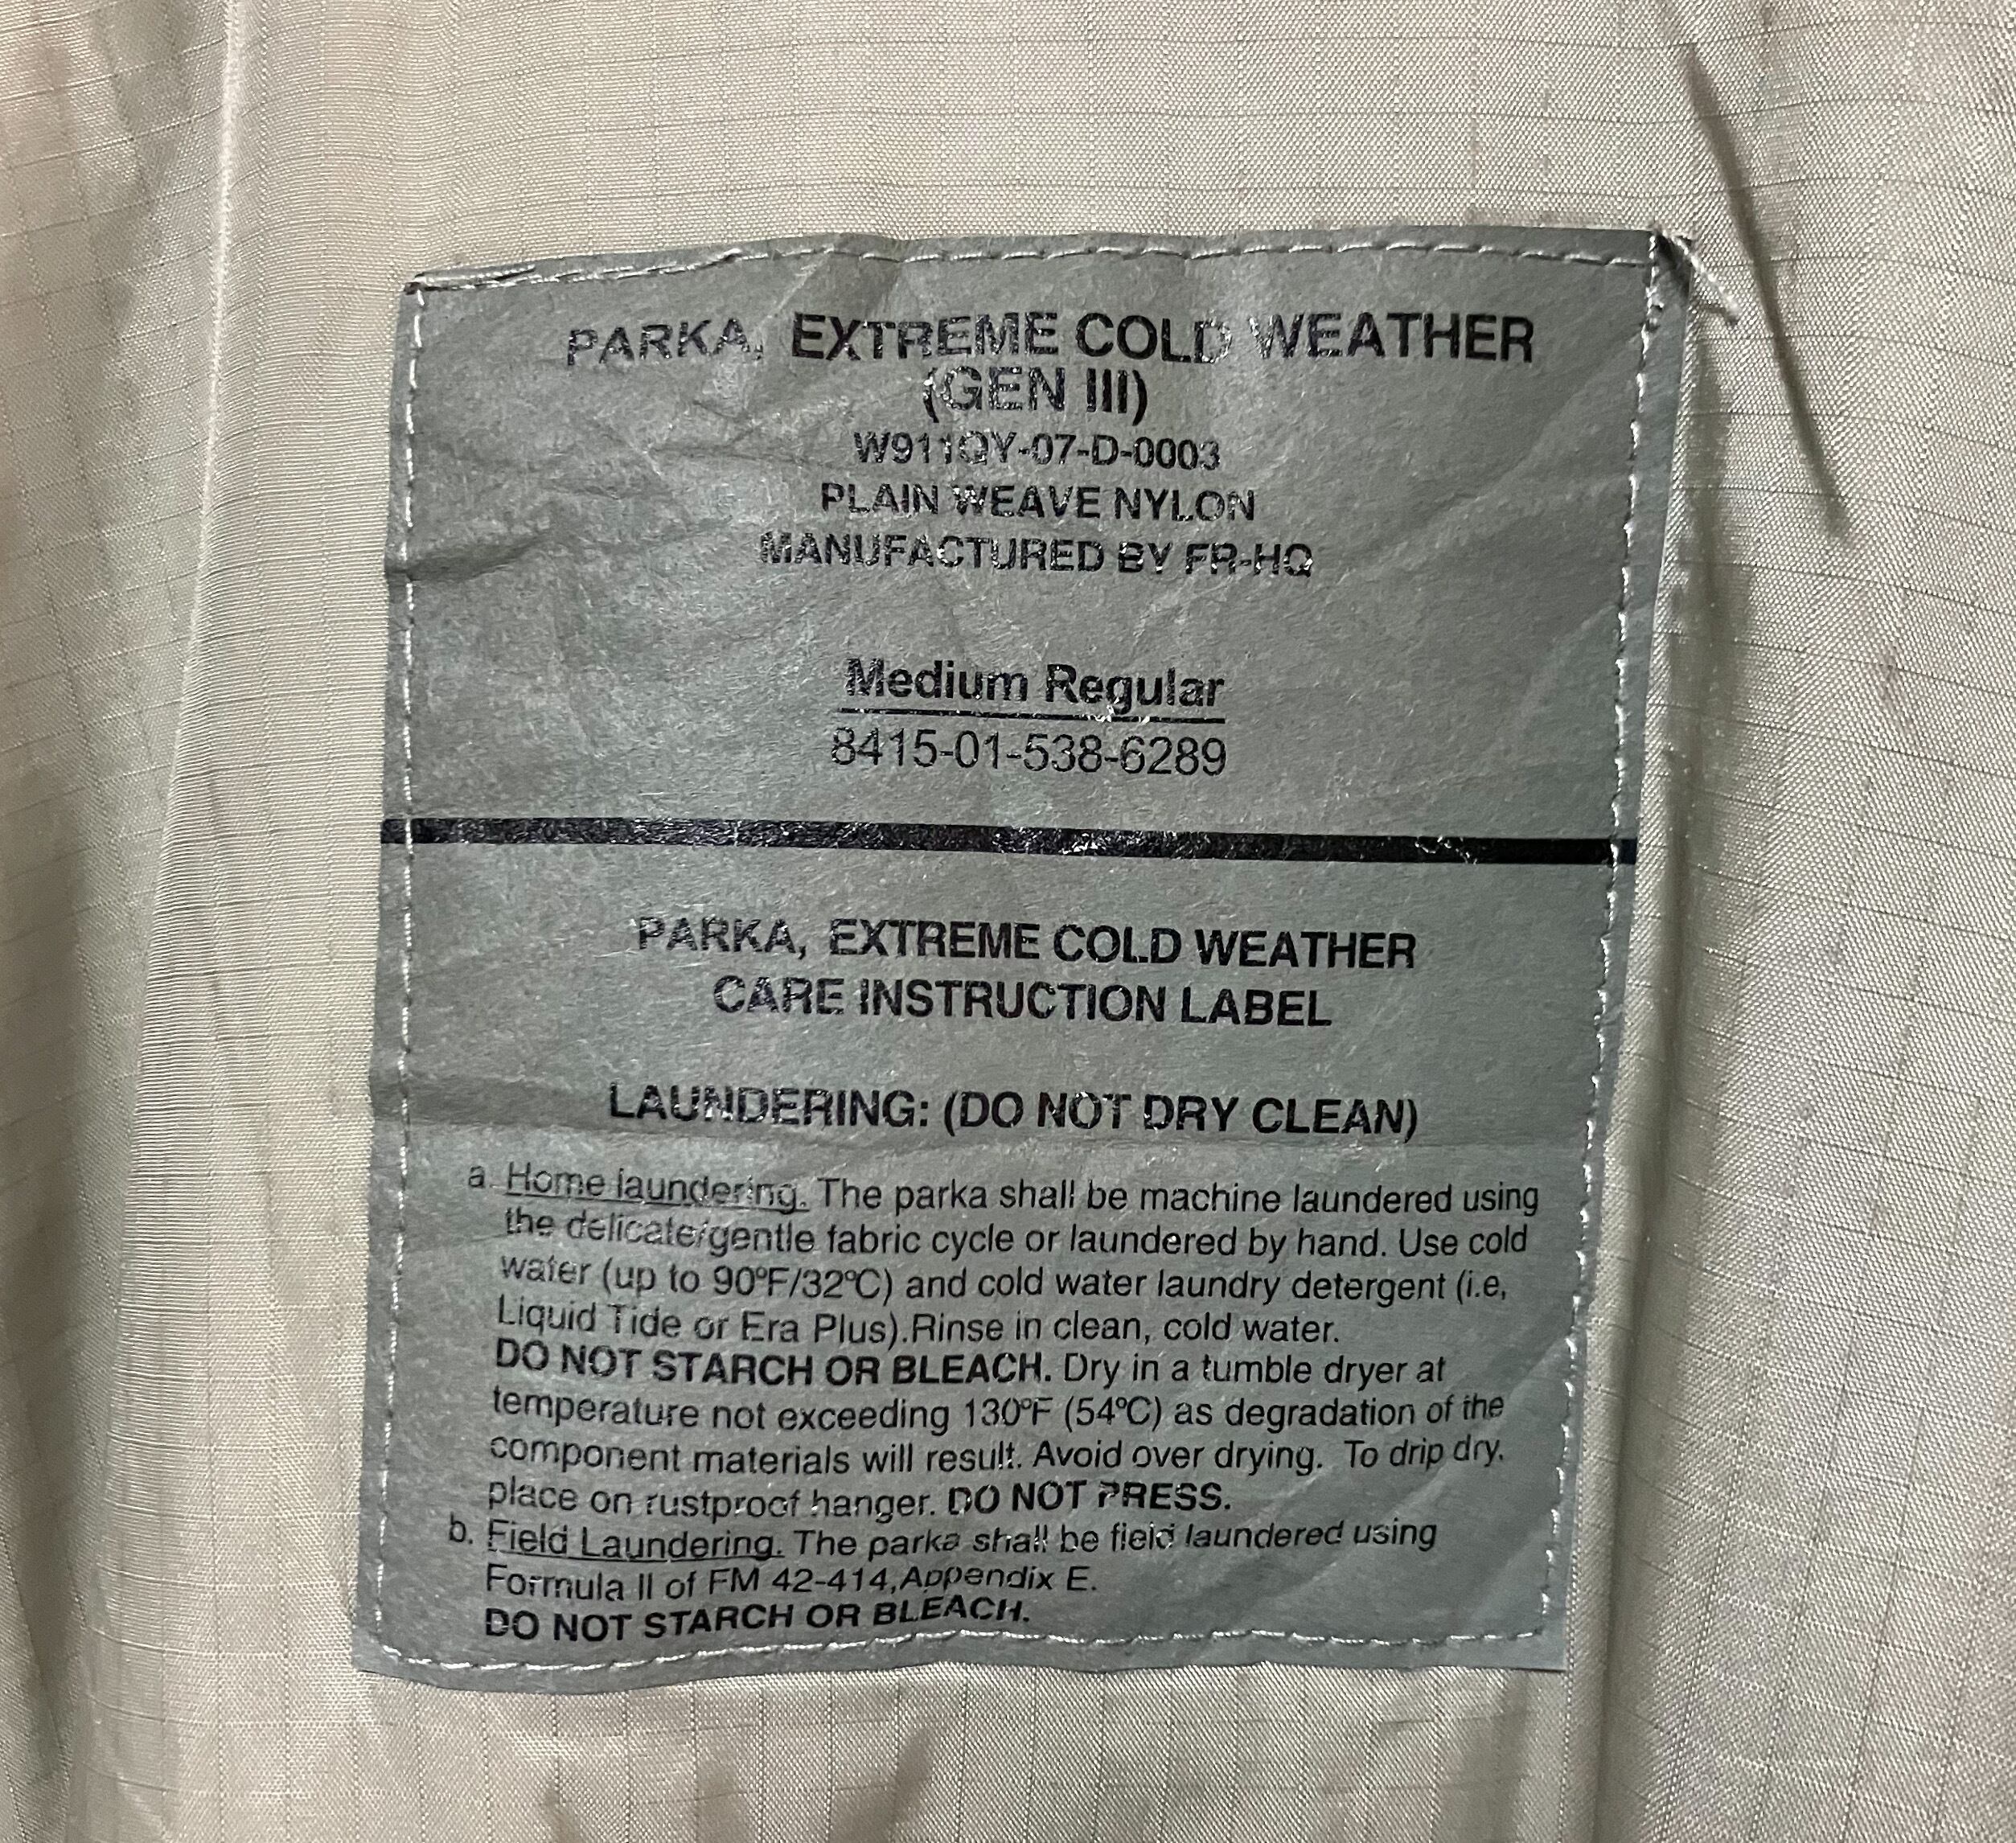 PARKA, EXTREME COLD WEATHER
(GEN III)
W911QY-07-D-0003
PLAIN WEAVE NYLON
MANUFACTURED BY FR-HQ
Medium Regular
8415-01-538-6289
PARKA, EXTREME COLD WEATHER
CARE INSTRUCTION LABEL
LAUNDERING: (DO NOT DRY CLEAN)
a. Home laundering. The parka shall be machine laundered using
the delicate/gentle fabric cycle or laundered by hand. Use cold
water (up to 90ºF/32ºC) and cold water laundry detergent (i.e,
Liquid Tide or Era Plus).Rinse in clean, cold water.
DO NOT STARCH OR BLEACH. Dry in a tumble dryer at
temperature not exceeding 130ºF (54ºC) as degradation of the
component materials will result. Avoid over drying. To drip dry,
place on rustproof hanger. DO NOT PRESS.
b. Field Laundering. The parka shall be field laundered using
Formula II of FM 42-414,Appendix E.
DO NOT STARCH OR BLEACH.